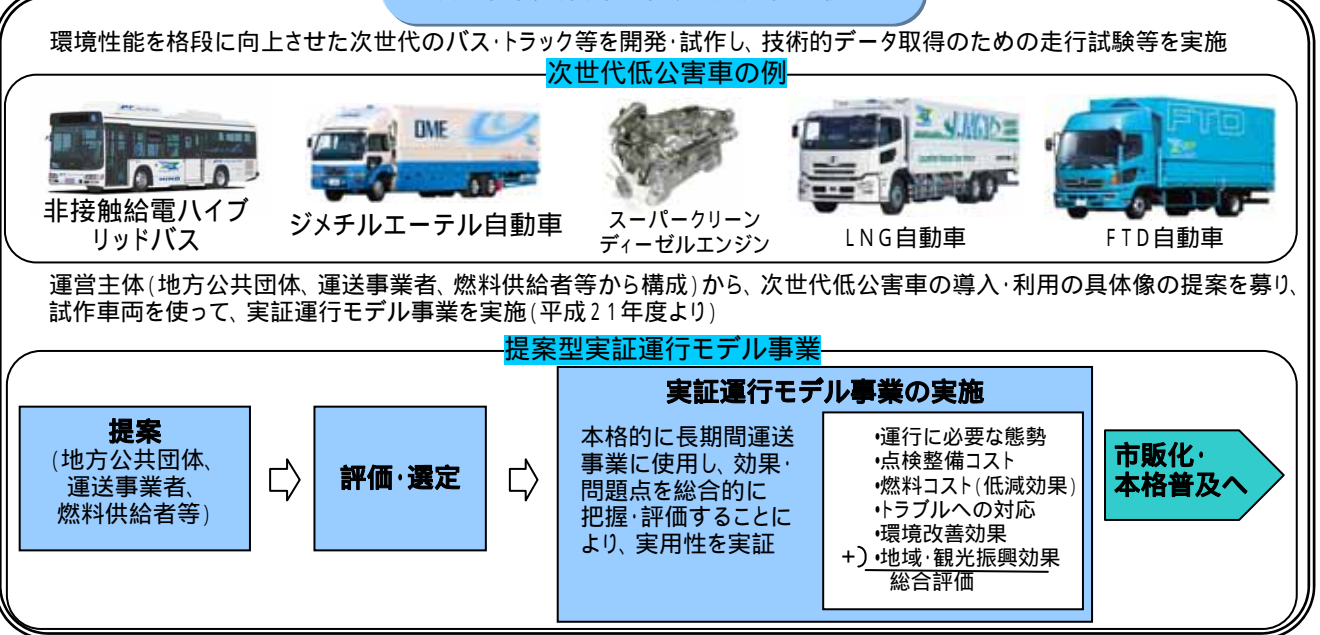 環境性能を格段に向上させた次世代のバス・トラック等を開発・試作し、技術的データ取得のための走行試験等を実施
次世代低公害車の例
DME
FTD
非接触給電ハイブ
リッドバス
ジメチルエーテル自動車
スーパークリーン
ディーゼルエンジン
LNG自動車
FTD自動車
運営主体(地方公共団体、運送事業者、燃料供給者等から構成)から、次世代低公害車の導入・利用の具体像の提案を募り、
試作車両を使って、実証運行モデル事業を実施(平成21年度より)
提案型実証運行モデル事業
提案
(地方公共団体、
運送事業者、
燃料供給者等)
評価・選定
実証運行モデル事業の実施
本格的に長期間運送
事業に使用し、効果・
問題点を総合的に
把握・評価することに
より、実用性を実証
・運行に必要な態勢
・点検整備コスト
・燃料コスト(低減効果)
・トラブルへの対応
・環境改善効果
+)・地域・観光振興効果
総合評価
市販化・
本格普及へ